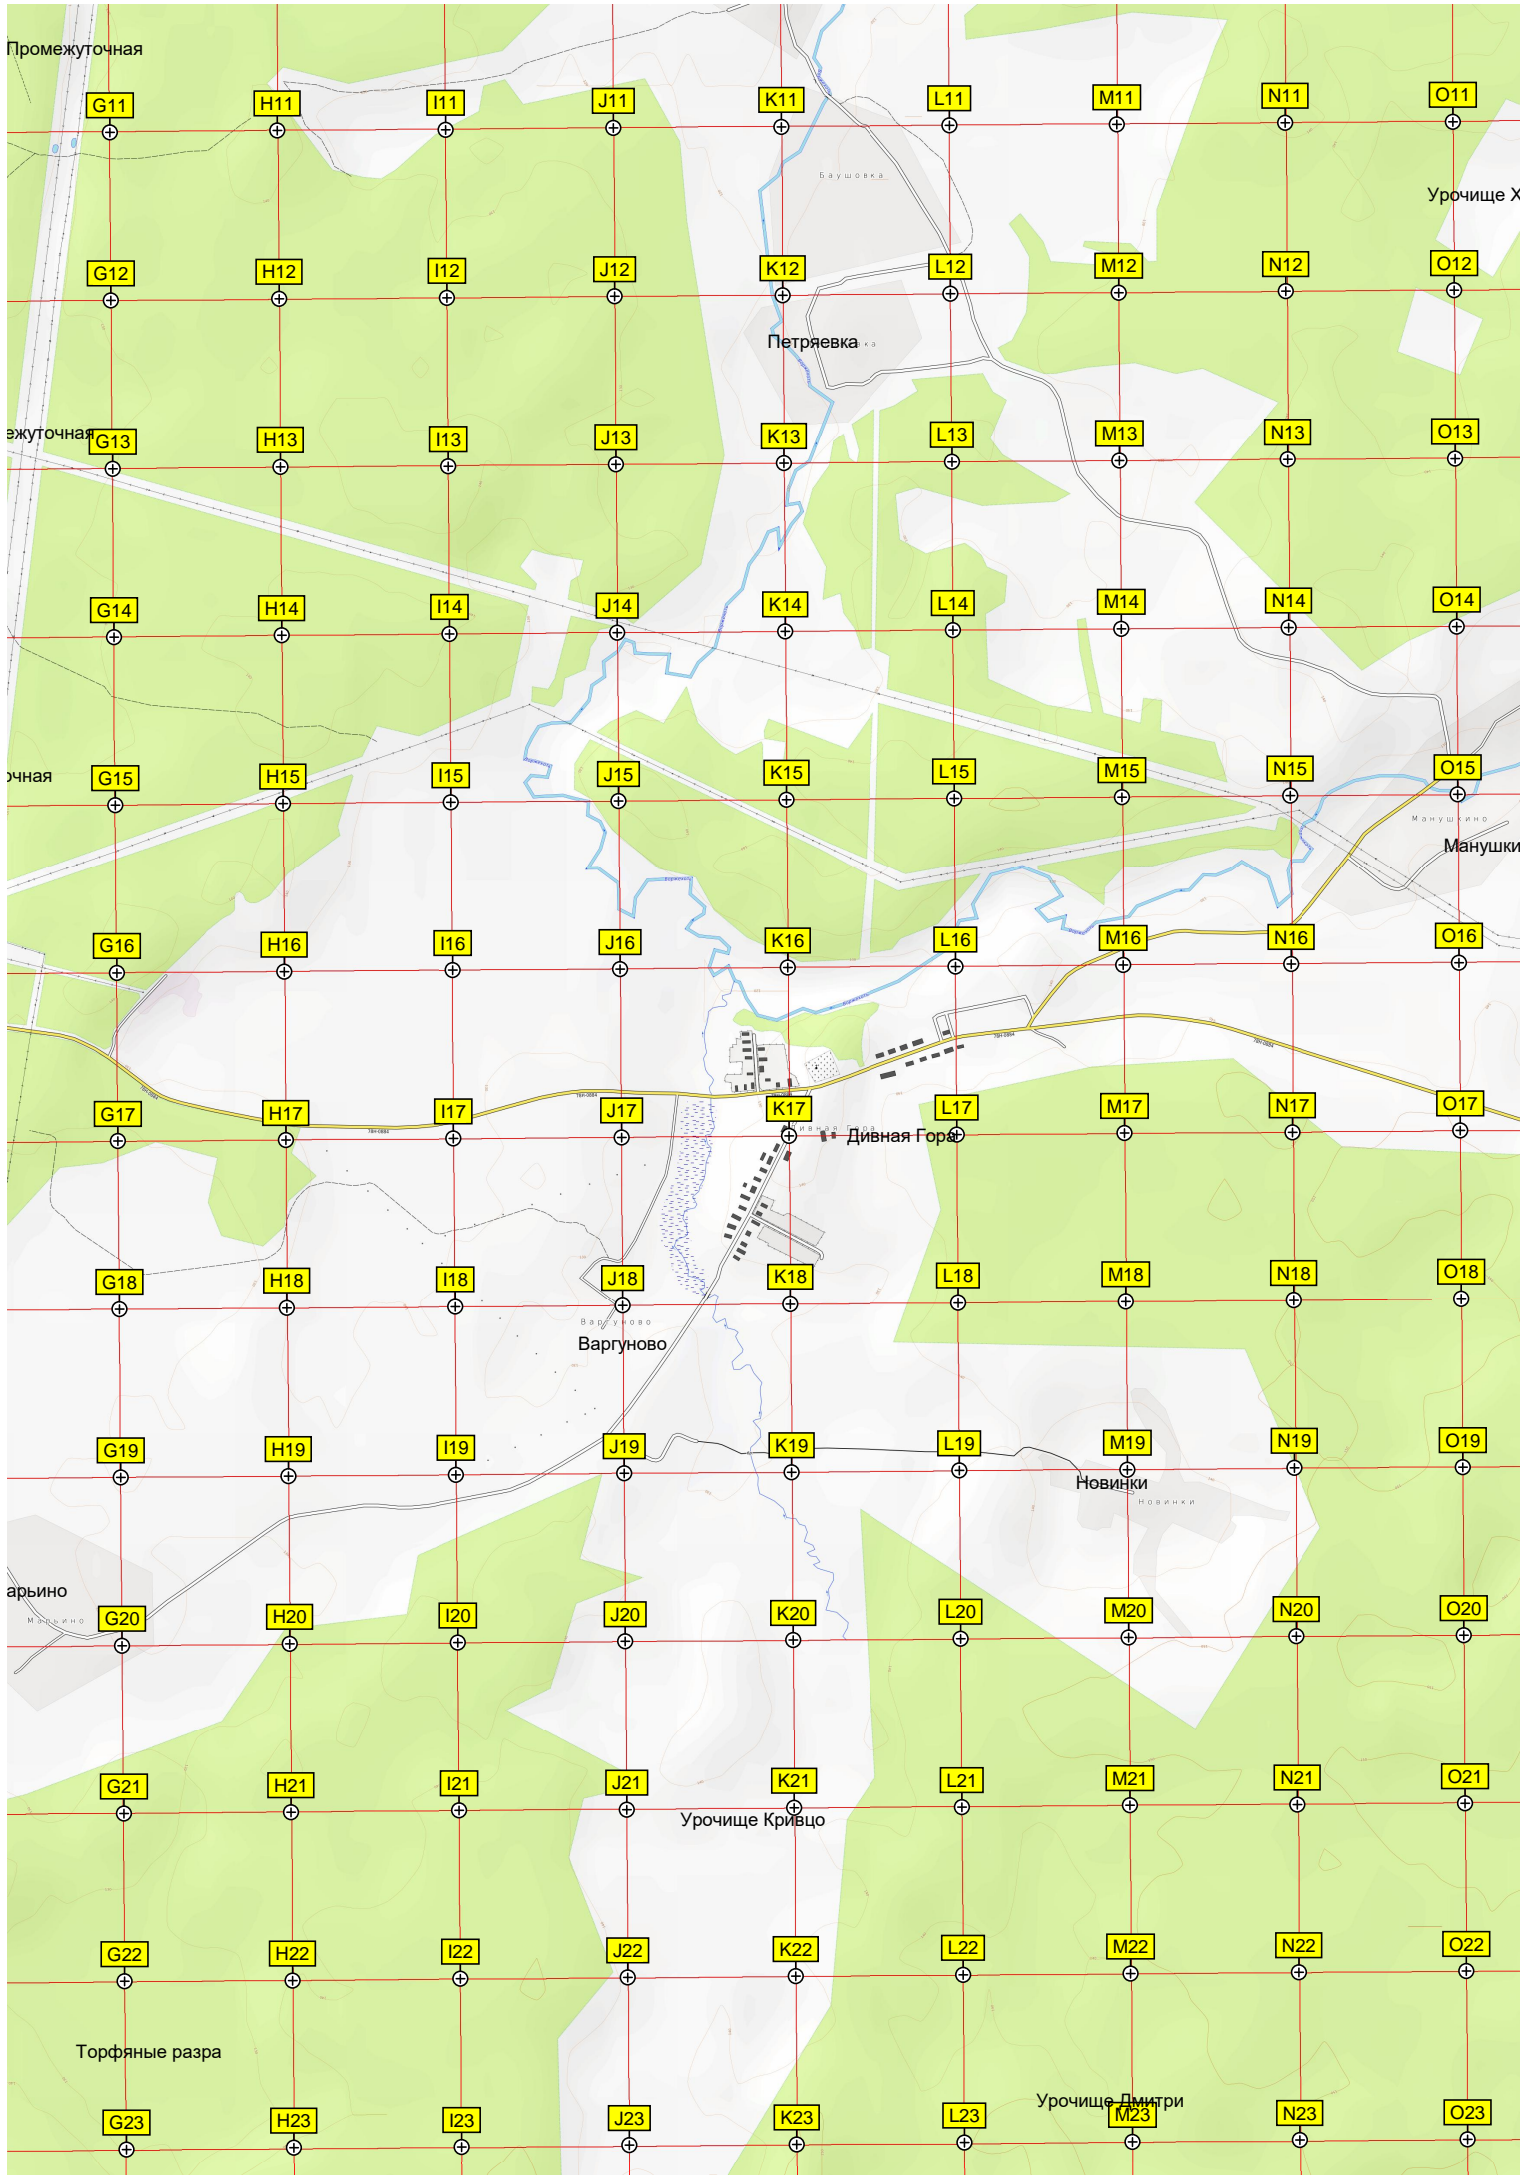 Промежуточная
G11 H11 I11 J11 K11 L11 M11 N11 O11
Баушовка
Урочище Х
G12 H12 I12 J12 K12 L12 M12 N12 O12
Петряевка
ежуточная
G13 H13 I13 J13 K13 L13 M13 N13 O13
G14 H14 I14 J14 K14 L14 M14 N14 O14
очная
G15 H15 I15 J15 K15 L15 M15 N15 O15
Манушкино
Манушки
G16 H16 I16 J16 K16 L16 M16 N16 O16
G17 H17 I17 J17 K17 L17 M17 N17 O17
Дивная Гора
Дивная Гора
G18 H18 I18 J18 K18 L18 M18 N18 O18
Варгуново
Варгуново
G19 H19 I19 J19 K19 L19 M19 N19 O19
Новинки
Новинки
арьино
Марьино
G20 H20 I20 J20 K20 L20 M20 N20 O20
G21 H21 I21 J21 K21 L21 M21 N21 O21
Урочище Кривцо
G22 H22 I22 J22 K22 L22 M22 N22 O22
Торфяные разра
Урочище Дмитри
G23 H23 I23 J23 K23 L23 M23 N23 O23